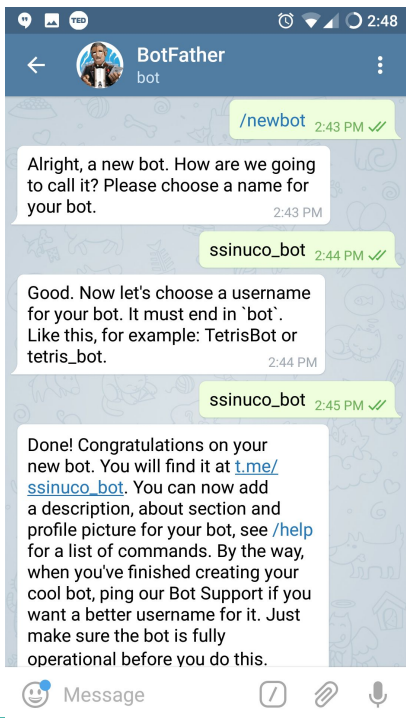 TED
2:48
BotFather
bot
/newbot 2:43 PM
Alright, a new bot. How are we going
to call it? Please choose a name for
your bot.
2:43 PM
ssinuco_bot 2:44 PM
Good. Now let's choose a username
for your bot. It must end in `bot`.
Like this, for example: TetrisBot or
tetris_bot.
2:44 PM
ssinuco_bot 2:45 PM
Done! Congratulations on your
new bot. You will find it at t.me/
ssinuco_bot. You can now add
a description, about section and
profile picture for your bot, see /help
for a list of commands. By the way,
when you've finished creating your
cool bot, ping our Bot Support if you
want a better username for it. Just
make sure the bot is fully
operational before you do this.
Message